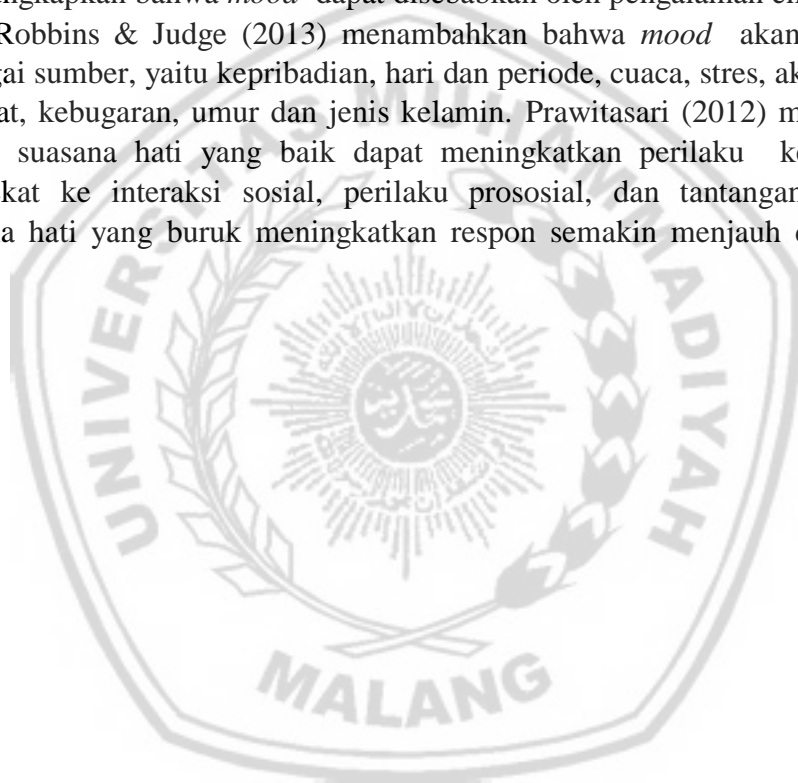 ngkapkan bahwa mood dapat disebabkan oleh pengalaman
Robbins & Judge (2013) menambahkan bahwa mood akan
gai sumber, yaitu kepribadian, hari dan periode, cuaca, stres, ak
at, kebugaran, umur dan jenis kelamin. Prawitasari (2012) m
suasana hati yang baik dapat meningkatkan perilaku ke
kat ke interaksi sosial, perilaku prososial, dan tantangan
a hati yang buruk meningkatkan respon semakin menjauh
UNIVERSITAS MUHAMMADIYAH
MALANG